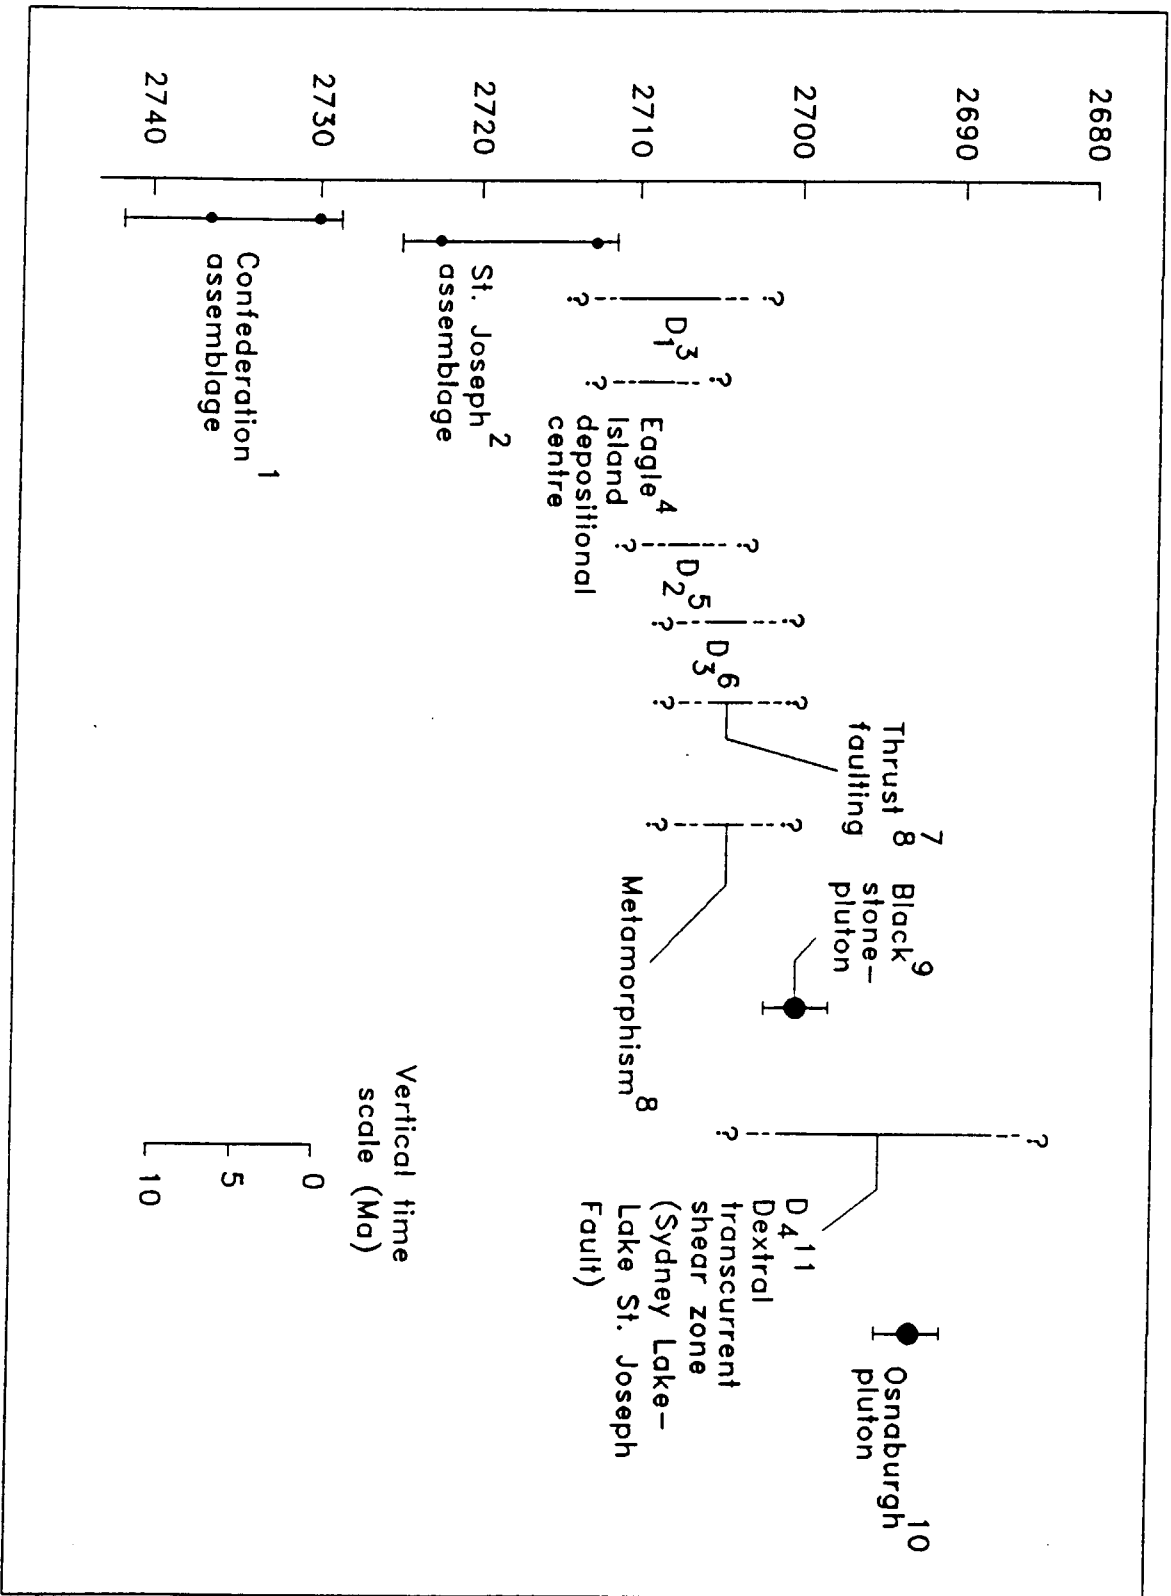 2680
2690
2700
2710
2720
2730
2740
Confederation 1
assemblage
St. Joseph 2
assemblage
?
?
D1 3
?
?
Eagle 4
Island
depositional
centre
?
?
D2 5
?
?
D3 6
?
?
Thrust 7 8
faulting
?
?
Metamorphism 8
Black 9
stone-
pluton
?
?
D4 11
Dextral
transcurrent
shear zone
(Sydney Lake-
Lake St. Joseph
Fault)
Osnaburgh 10
pluton
Vertical time
scale (Ma)
0
5
10